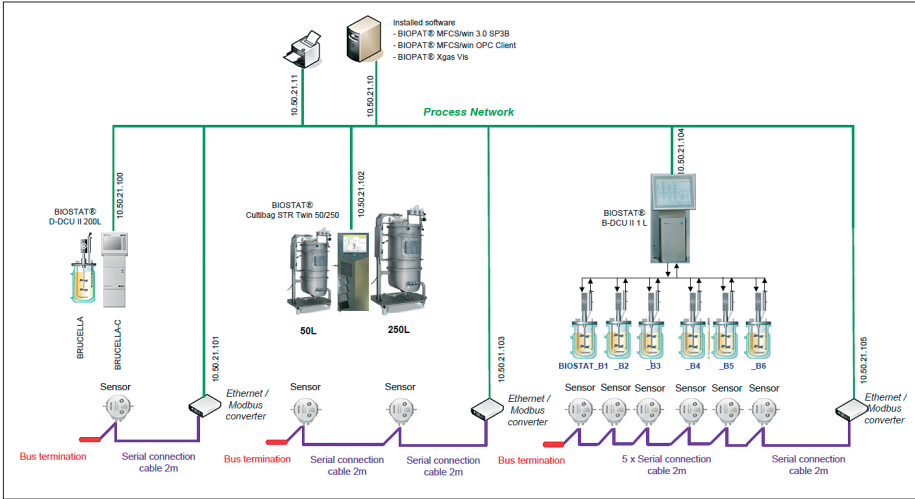 Installed software
- BIOPAT® MFCS/win 3.0 SP3B
- BIOPAT® MFCS/win OPC Client
- BIOPAT® Xgas Vis
10.50.21.11
10.50.21.10
Process Network
10.50.21.100
10.50.21.102
10.50.21.104
BIOSTAT®
D-DCU II 200L
BIOSTAT®
Cultibag STR Twin 50/250
BIOSTAT®
B-DCU II 1 L
BRUCELLA
BRUCELLA-C
10.50.21.101
50L
250L
10.50.21.103
BIOSTAT_B1
_B2
_B3
_B4
_B5
_B6
10.50.21.105
Sensor
Ethernet /
Modbus
converter
Sensor
Sensor
Ethernet /
Modbus
converter
Sensor Sensor Sensor Sensor Sensor Sensor
Ethernet /
Modbus
converter
Bus termination
Serial connection
cable 2m
Bus termination
Serial connection
cable 2m
Serial connection
cable 2m
Bus termination
5 x Serial connection
cable 2m
Serial connection
cable 2m